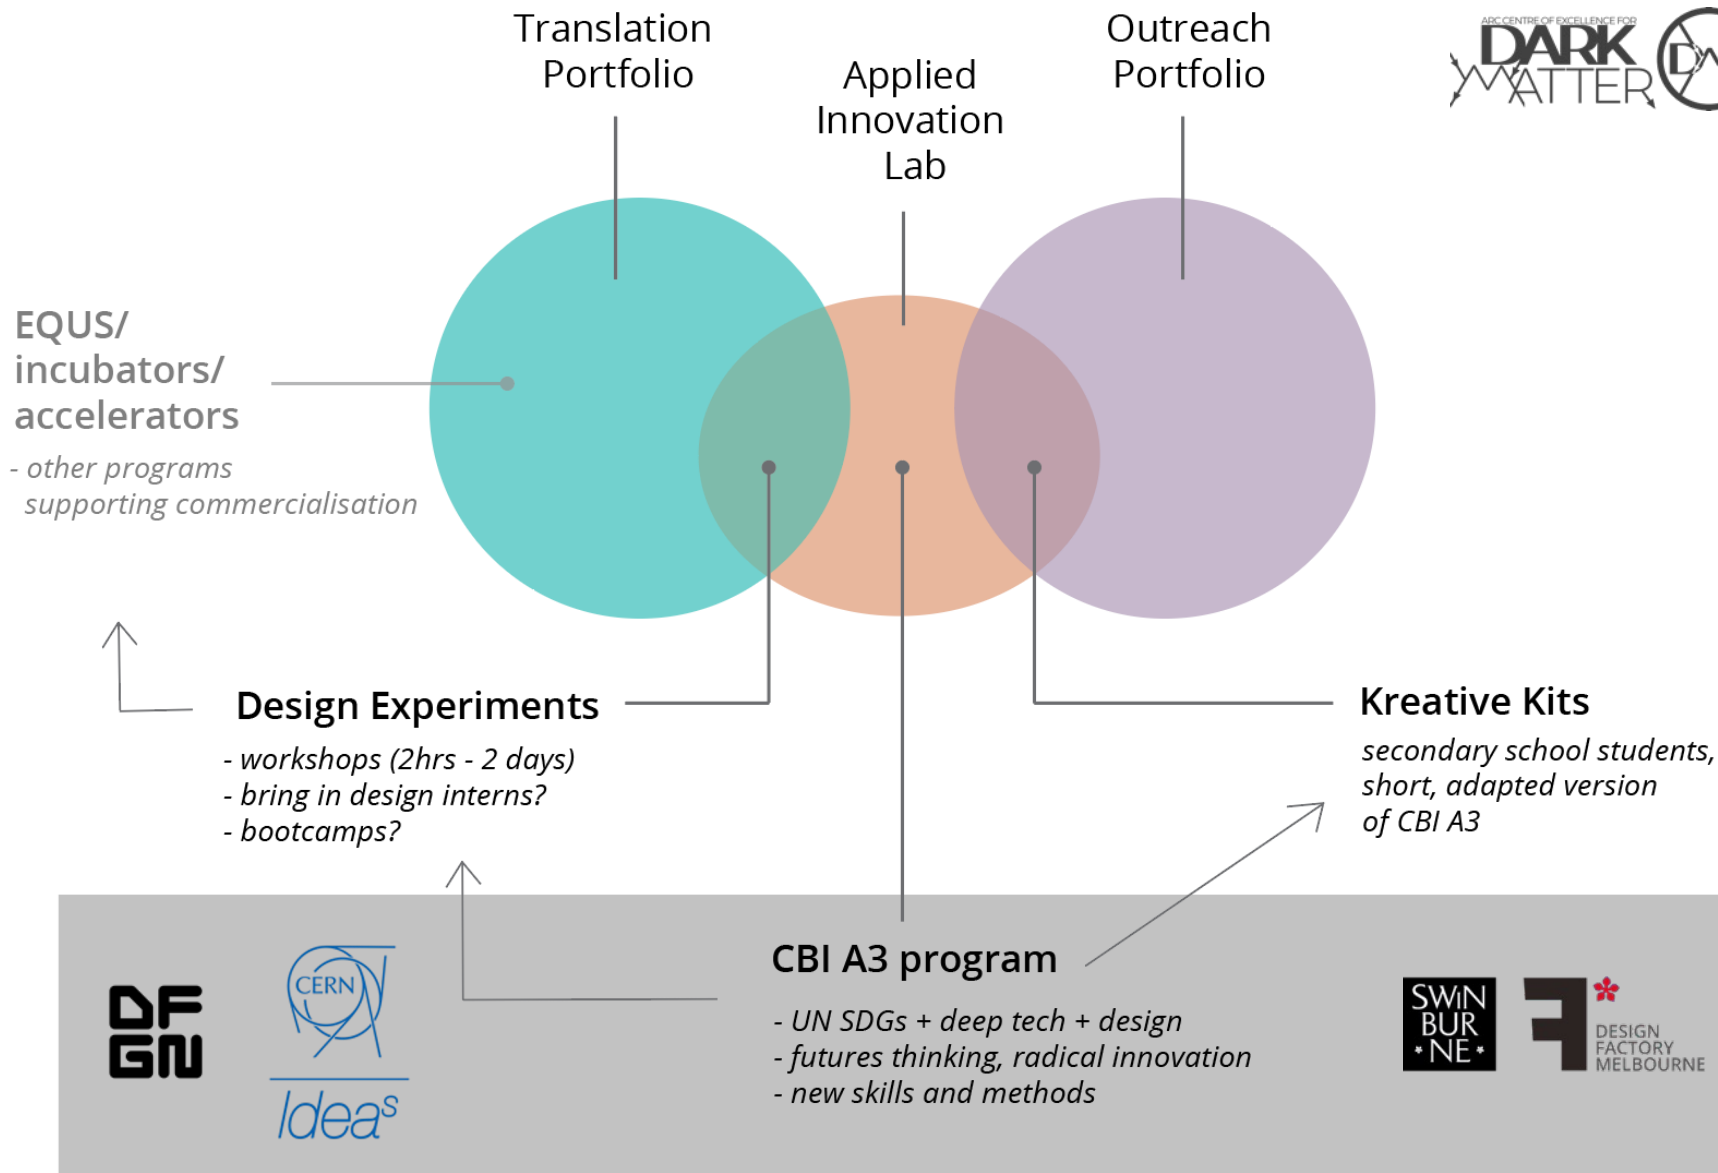 Translation
Portfolio
Applied
Innovation
Lab
Outreach
Portfolio
ARC CENTRE OF EXCELLENCE FOR
DARK
MATTER
EQUS/
incubators/
accelerators
- other programs
supporting commercialisation
Design Experiments
- workshops (2hrs - 2 days)
- bring in design interns?
- bootcamps?
Kreative Kits
secondary school students,
short, adapted version
of CBI A3
CBI A3 program
- UN SDGs + deep tech + design
- futures thinking, radical innovation
- new skills and methods
DF
GN
CERN
Ideas
SWiN
BUR
*NE*
DESIGN
FACTORY
MELBOURNE